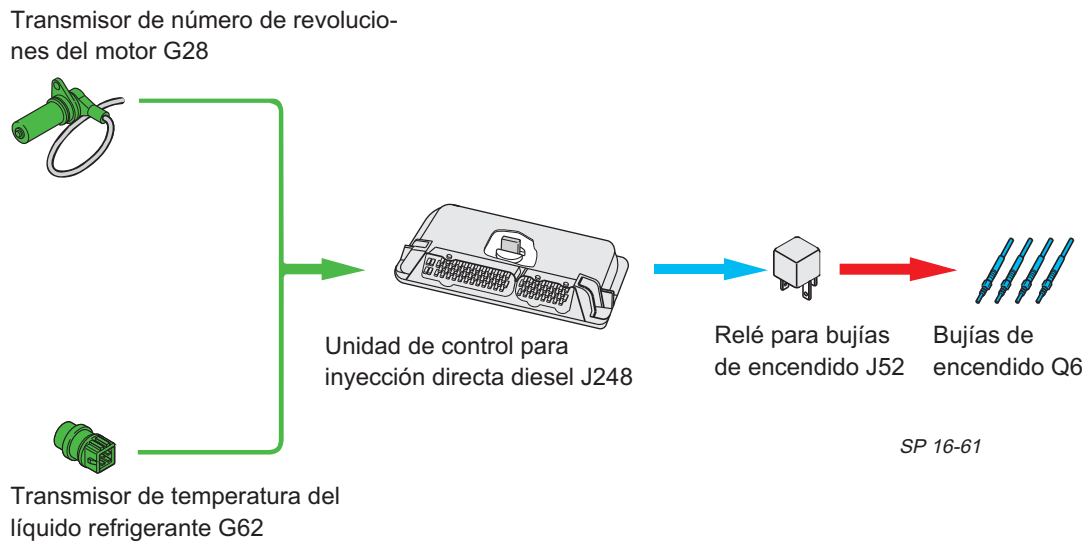 Transmisor de número de revolucio-
nes del motor G28
Unidad de control para
inyección directa diesel J248
Relé para bujías
de encendido J52
Bujías de
encendido Q6
SP 16-61
Transmisor de temperatura del
líquido refrigerante G62